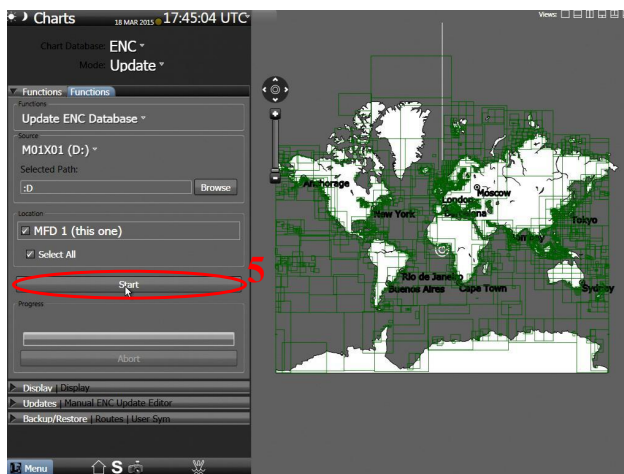 Charts
18 MAR 2015 17:45:04 UTC
Views:
Chart Database: ENC
Mode: Update
Functions Functions
Functions
Update ENC Database
Source
M01X01 (D:)
Selected Path:
:D
Browse
Location
MFD 1 (this one)
Select All
Start
5
Progress
Abort
Display | Display
Updates | Manual ENC Update Editor
Backup/Restore | Routes | User Sym
Menu
S
Anchorage
Moscow
London
New York
Tokyo
Rio de Janeiro
Buenos Aires
Cape Town
Sydney